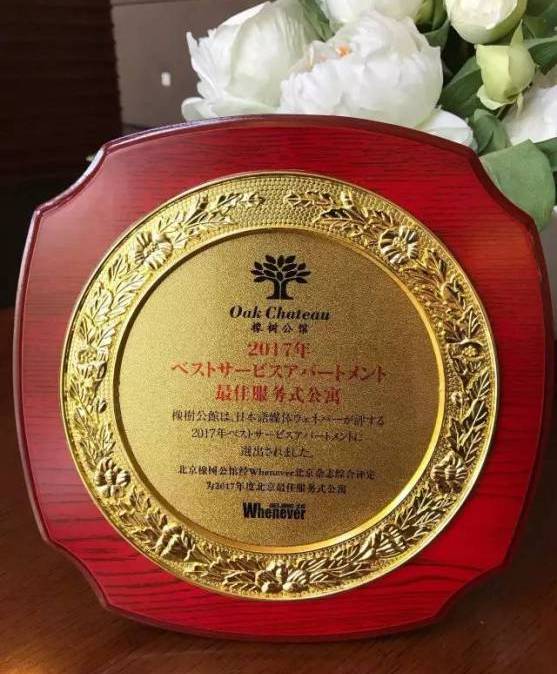 Oak Chateau
橡树公馆
2017年
ベストサービスアパートメント
最佳服务式公寓
橡樹公館は、日本語媒体ウェネバーが評する
2017年ベストサービスアパートメントに
選出されました。
北京橡树公馆经Whenever北京杂志综合评定
为2017年度北京最佳服务式公寓
Whenever